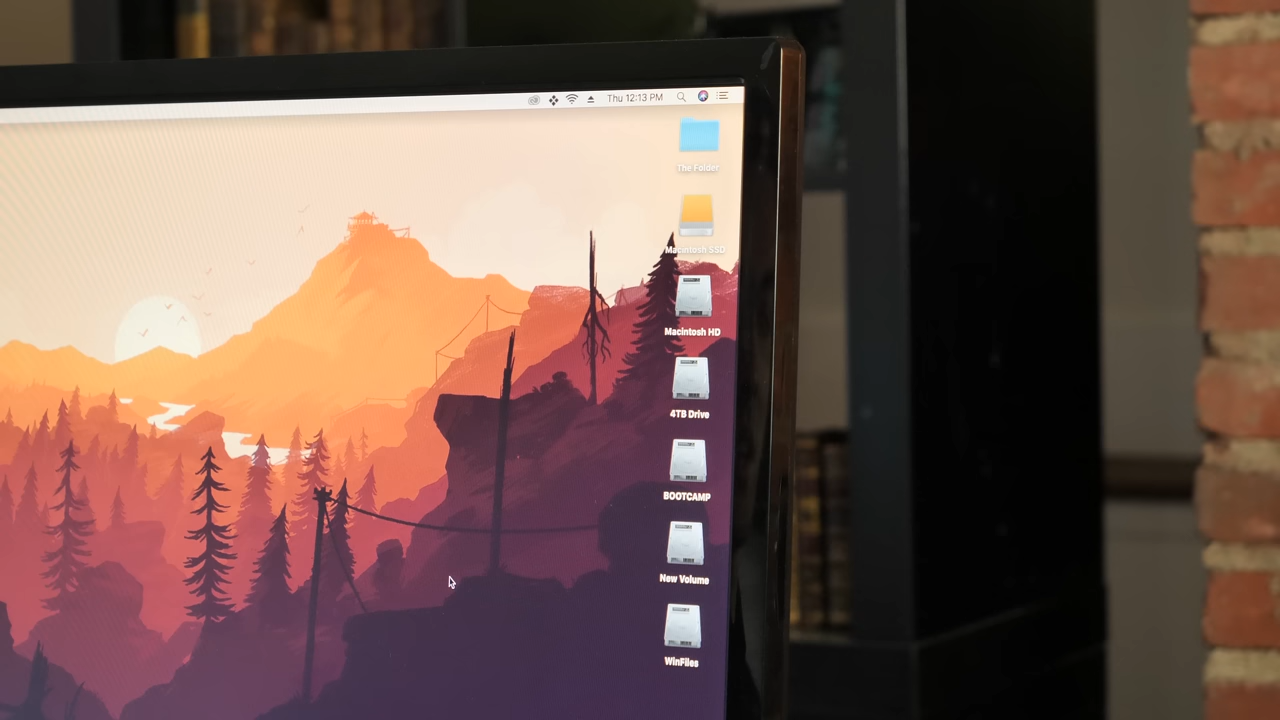 Thu 12:13 PM
The Folder
Macintosh SSD
Macintosh HD
4TB Drive
BOOTCAMP
New Volume
WinFiles